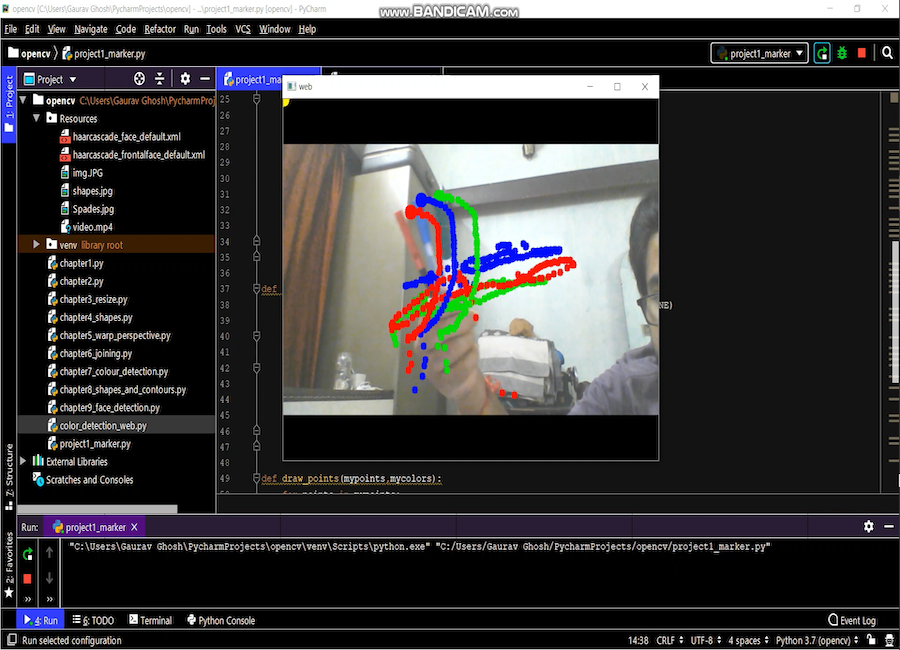 opencv [C:\Users\Gaurav Ghosh\PycharmProjects\opencv] - ...\project1_marker.py [opencv] - PyCharm
www.BANDICAM.com
File Edit View Navigate Code Refactor Run Tools VCS Window Help
opencv project1_marker.py
project1_marker
1: Project
Project
project1_ma
web
opencv C:\Users\Gaurav Ghosh\PycharmProj
Resources
haarcascade_face_default.xml
haarcascade_frontalface_default.xml
img.JPG
shapes.jpg
Spades.jpg
video.mp4
venv library root
chapter1.py
chapter2.py
chapter3_resize.py
chapter4_shapes.py
chapter5_warp_perspective.py
chapter6_joining.py
chapter7_colour_detection.py
chapter8_shapes_and_contours.py
chapter9_face_detection.py
color_detection_web.py
project1_marker.py
External Libraries
Scratches and Consoles
25
26
27
28
29
30
31
32
33
34
35
36
37 def
38 NE)
39
40
41
42
43
44
45
46
47
48
49 def draw_points(mypoints,mycolors):
Z: Structure
2: Favorites
Run: project1_marker X
"C:\Users\Gaurav Ghosh\PycharmProjects\opencv\venv\Scripts\python.exe" "C:/Users/Gaurav Ghosh/PycharmProjects/opencv/project1_marker.py"
4: Run 6: TODO Terminal Python Console Event Log
Run selected configuration 14:38 CRLF UTF-8 4 spaces Python 3.7 (opencv)